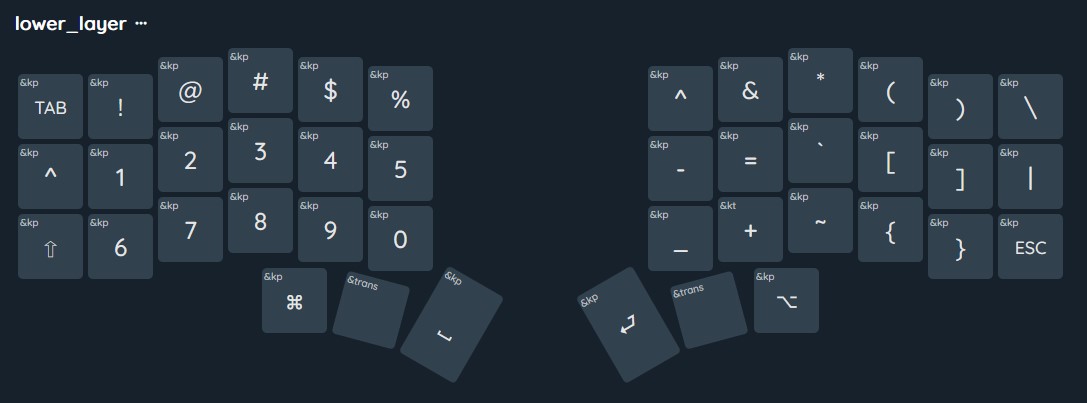 lower_layer ···
&kp TAB &kp ! &kp @ &kp # &kp $ &kp % &kp ^ &kp & &kp * &kp ( &kp ) &kp \
&kp ^ &kp 1 &kp 2 &kp 3 &kp 4 &kp 5 &kp - &kp = &kp ` &kp [ &kp ] &kp |
&kp ⇧ &kp 6 &kp 7 &kp 8 &kp 9 &kp 0 &kp _ &kt + &kp ~ &kp { &kp } &kp ESC
&kp ⌘ &trans &kp ⎵ &kp ⏎ &trans &kp ⌥